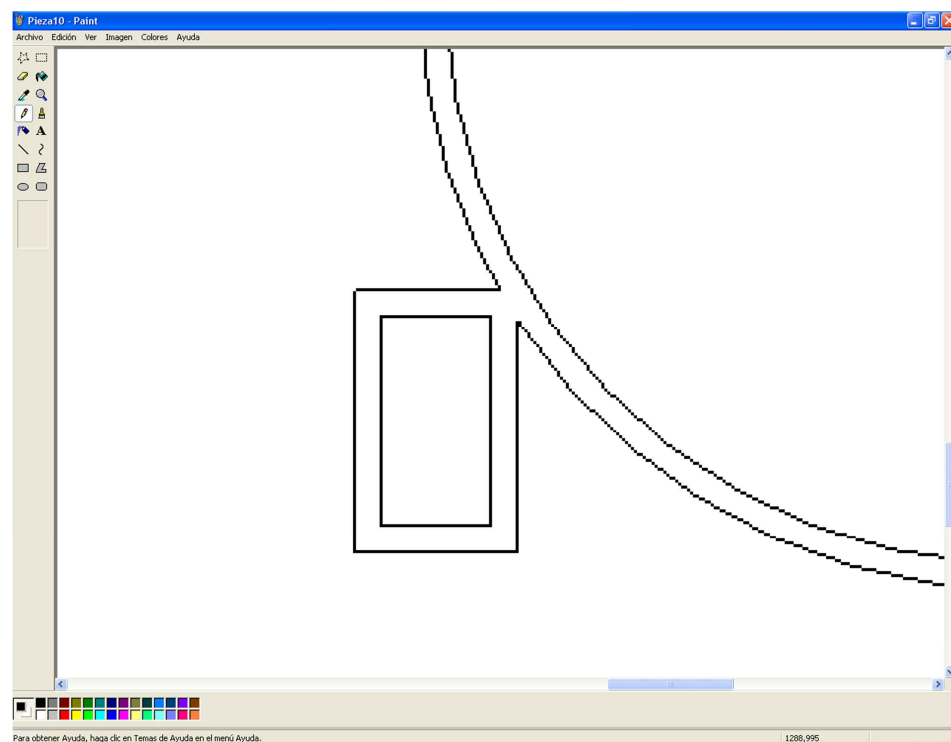 Pieza10 - Paint
Archivo Edición Ver Imagen Colores Ayuda
A
Para obtener Ayuda, haga clic en Temas de Ayuda en el menú Ayuda.
1288,995